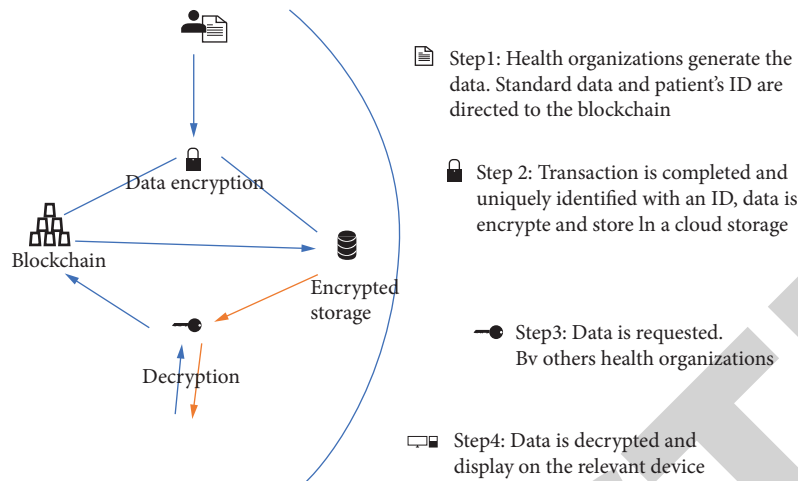 Data encryption
Blockchain
Encrypted
storage
Decryption
Step1: Health organizations generate the
data. Standard data and patient's ID are
directed to the blockchain
Step 2: Transaction is completed and
uniquely identified with an ID, data is
encrypte and store ln a cloud storage
Step3: Data is requested.
Bv others health organizations
Step4: Data is decrypted and
display on the relevant device